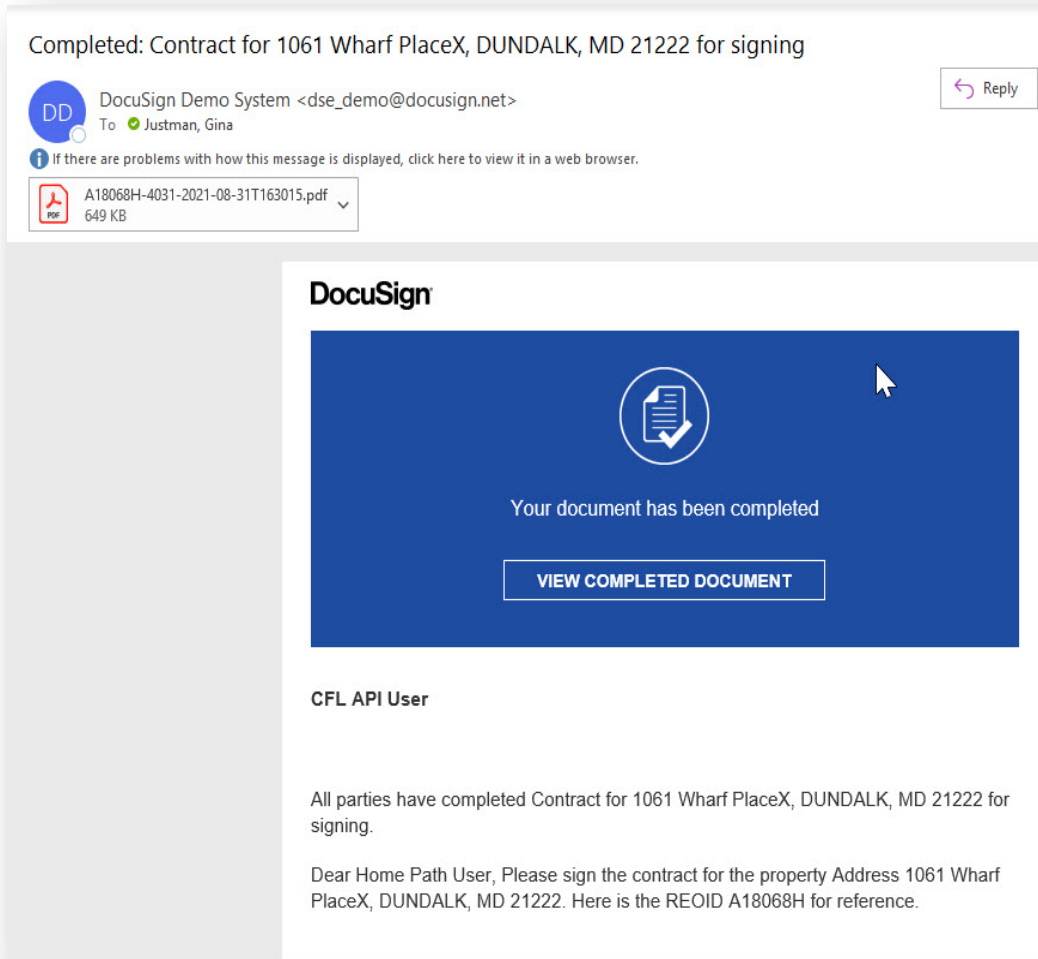 Completed: Contract for 1061 Wharf PlaceX, DUNDALK, MD 21222 for signing
DD
DocuSign Demo System <dse_demo@docusign.net>
To Justman, Gina
Reply
If there are problems with how this message is displayed, click here to view it in a web browser.
PDF
A18068H-4031-2021-08-31T163015.pdf
649 KB
DocuSign
Your document has been completed
VIEW COMPLETED DOCUMENT
CFL API User
All parties have completed Contract for 1061 Wharf PlaceX, DUNDALK, MD 21222 for
signing.
Dear Home Path User, Please sign the contract for the property Address 1061 Wharf
PlaceX, DUNDALK, MD 21222. Here is the REOID A18068H for reference.